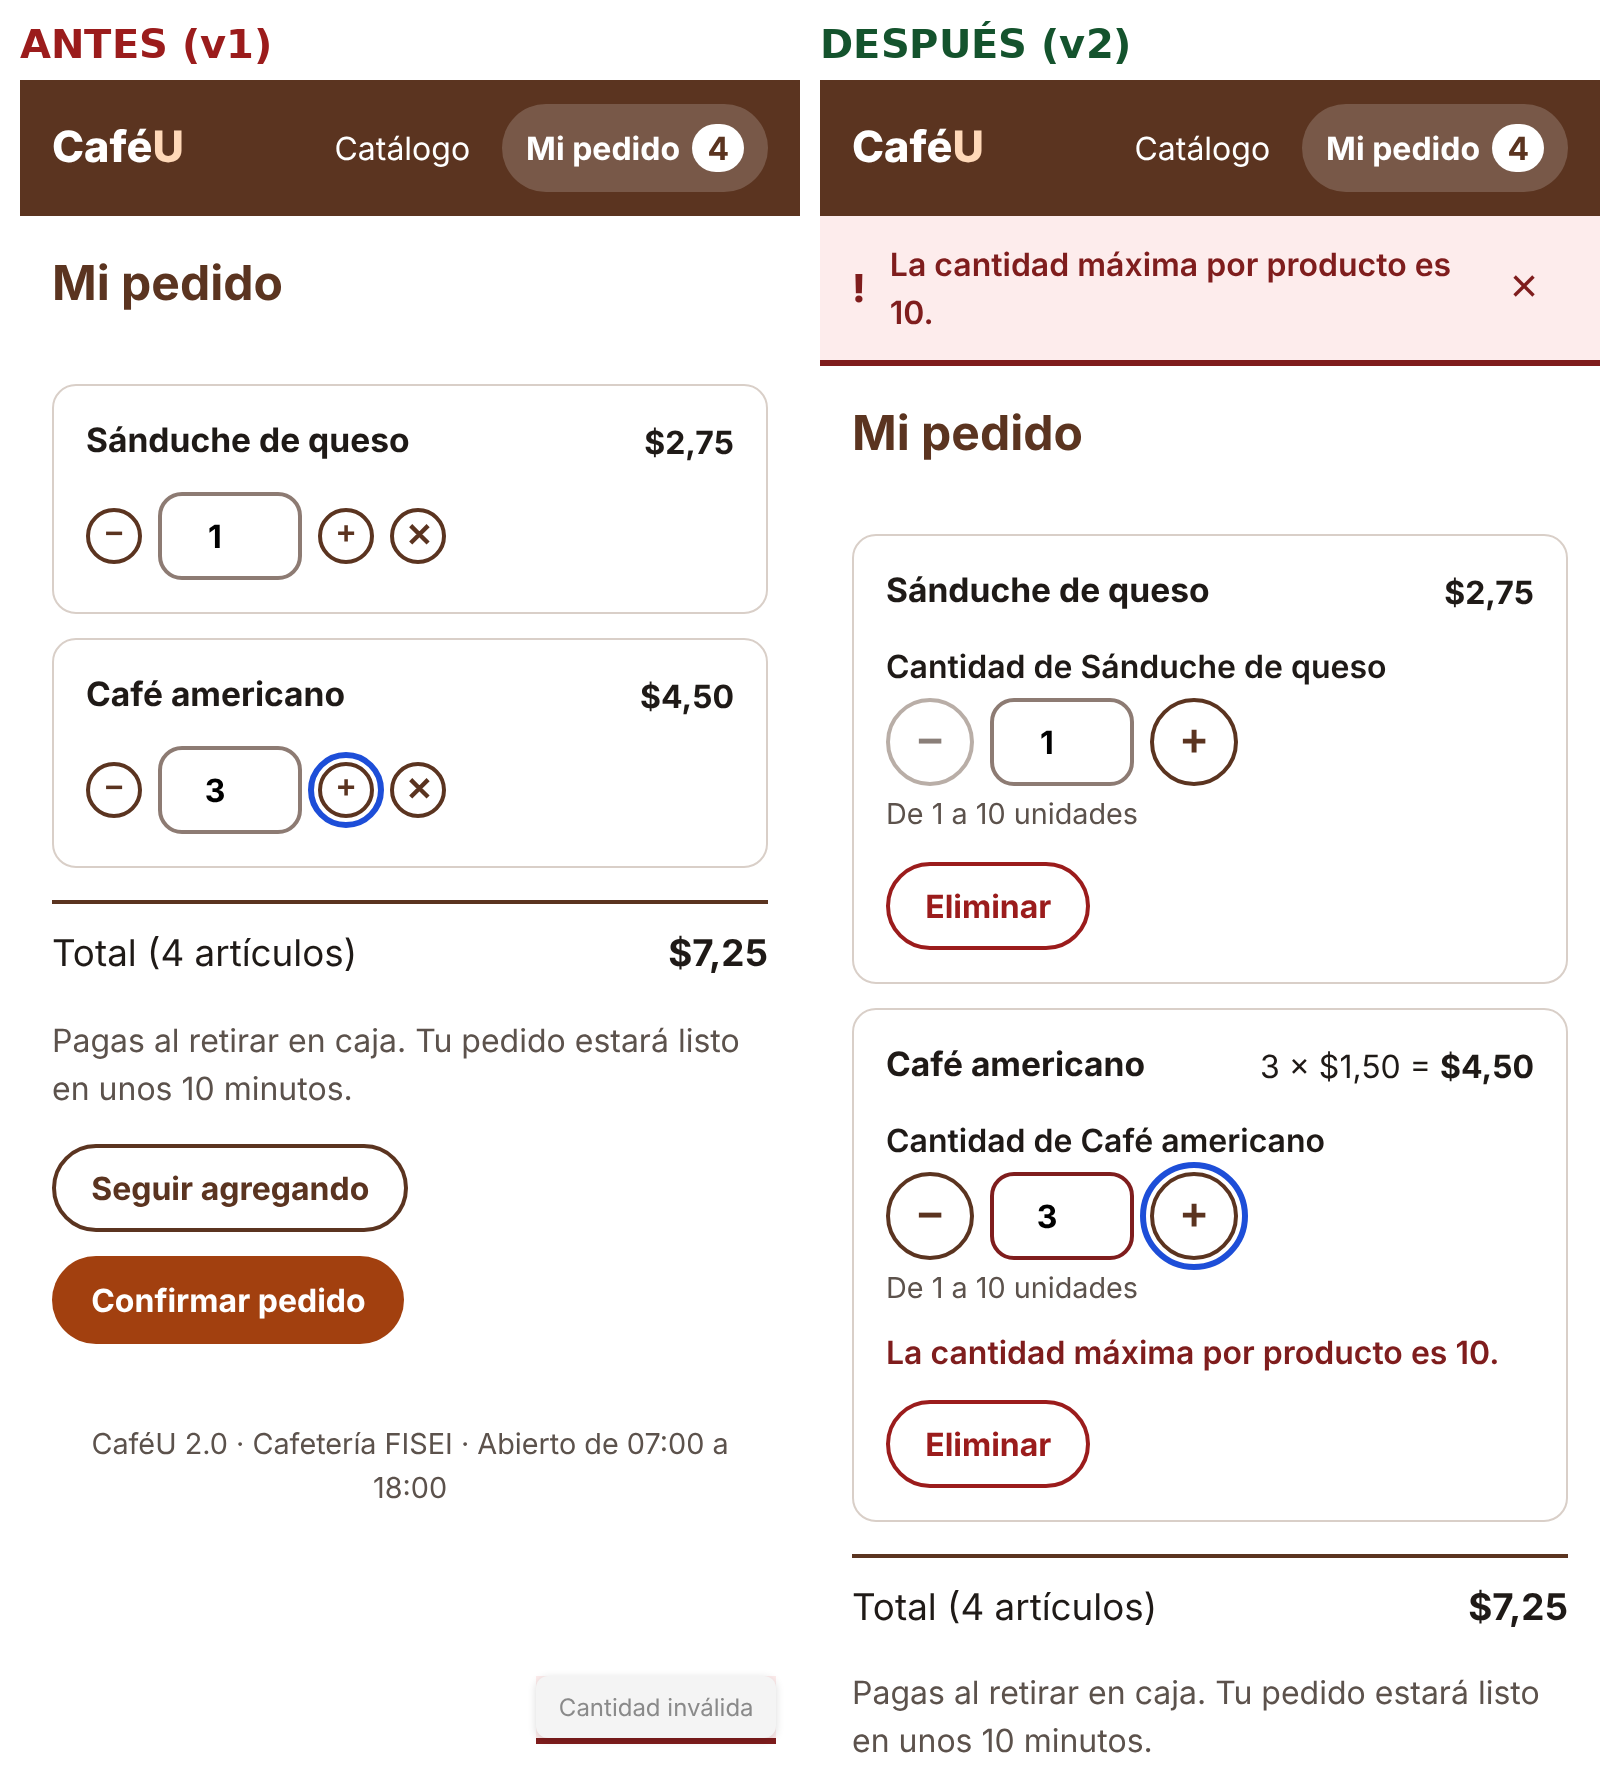 ANTES (v1)
CaféU
Catálogo
Mi pedido 4
Mi pedido
Sánduche de queso
$2,75
− 1 + ✕
Café americano
$4,50
− 3 + ✕
Total (4 artículos)
$7,25
Pagas al retirar en caja. Tu pedido estará listo
en unos 10 minutos.
Seguir agregando
Confirmar pedido
CaféU 2.0 · Cafetería FISEI · Abierto de 07:00 a
18:00
Cantidad inválida
DESPUÉS (v2)
CaféU
Catálogo
Mi pedido 4
! La cantidad máxima por producto es
10.
✕
Mi pedido
Sánduche de queso
$2,75
Cantidad de Sánduche de queso
− 1 +
De 1 a 10 unidades
Eliminar
Café americano
3 × $1,50 = $4,50
Cantidad de Café americano
− 3 +
De 1 a 10 unidades
La cantidad máxima por producto es 10.
Eliminar
Total (4 artículos)
$7,25
Pagas al retirar en caja. Tu pedido estará listo
en unos 10 minutos.